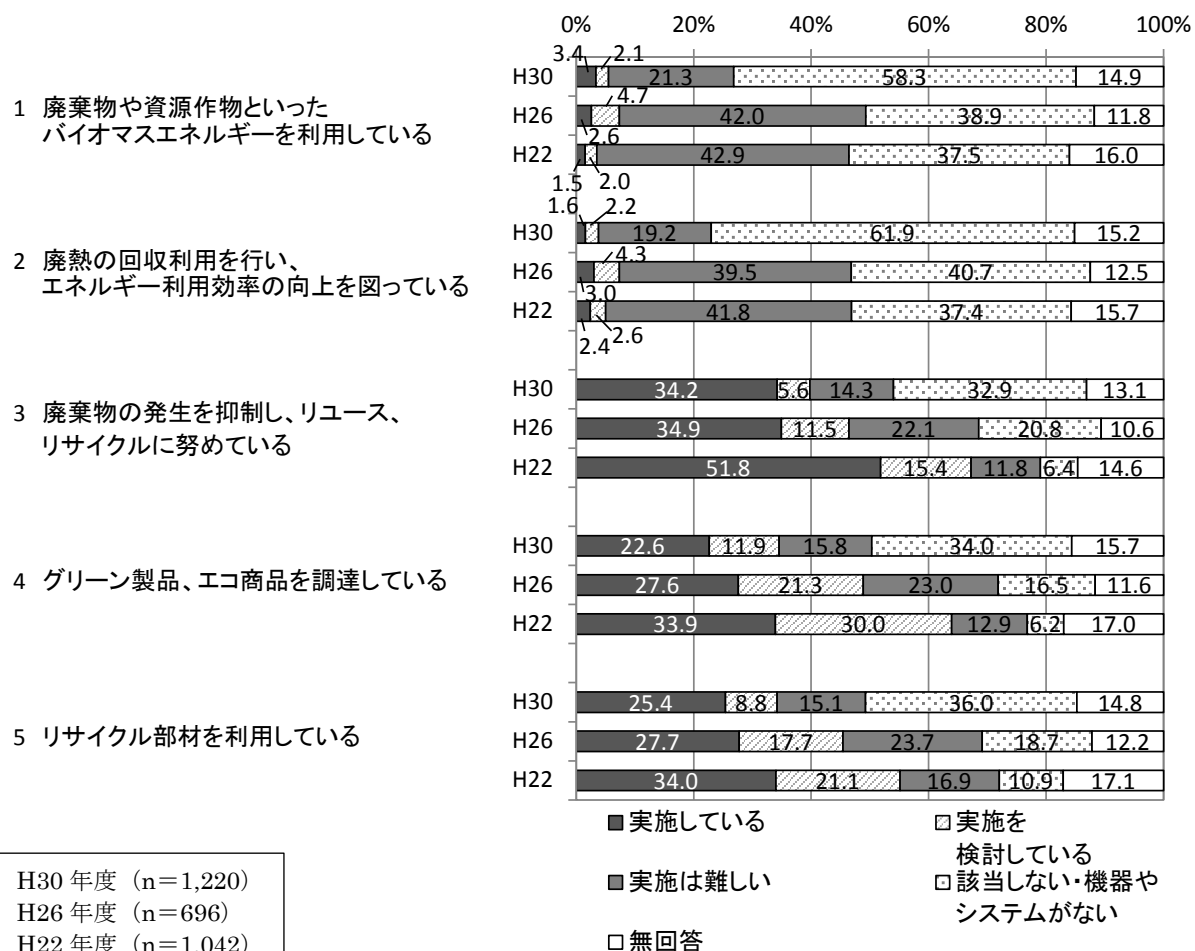 0% 20% 40% 60% 80% 100%
1 廃棄物や資源作物といった
バイオマスエネルギーを利用している
H30 3.4 2.1 21.3 58.3 14.9
H26 2.6 4.7 42.0 38.9 11.8
H22 1.5 2.0 42.9 37.5 16.0
2 廃熱の回収利用を行い、
エネルギー利用効率の向上を図っている
H30 1.6 2.2 19.2 61.9 15.2
H26 3.0 4.3 39.5 40.7 12.5
H22 2.4 2.6 41.8 37.4 15.7
3 廃棄物の発生を抑制し、リユース、
リサイクルに努めている
H30 34.2 5.6 14.3 32.9 13.1
H26 34.9 11.5 22.1 20.8 10.6
H22 51.8 15.4 11.8 6.4 14.6
4 グリーン製品、エコ商品を調達している
H30 22.6 11.9 15.8 34.0 15.7
H26 27.6 21.3 23.0 16.5 11.6
H22 33.9 30.0 12.9 6.2 17.0
5 リサイクル部材を利用している
H30 25.4 8.8 15.1 36.0 14.8
H26 27.7 17.7 23.7 18.7 12.2
H22 34.0 21.1 16.9 10.9 17.1
実施している
実施を
検討している
実施は難しい
該当しない・機器や
システムがない
無回答
H30 年度（n＝1,220）
H26 年度（n＝696）
H22 年度（n＝1,042）